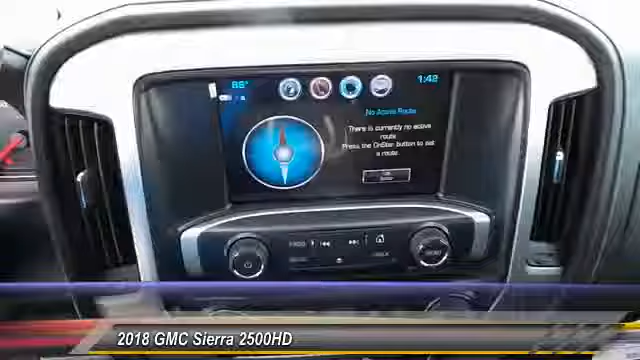 86° 1:42
No Active Route
There is currently no active
route.
Press the OnStar button to set
a route.
2018 GMC Sierra 2500HD